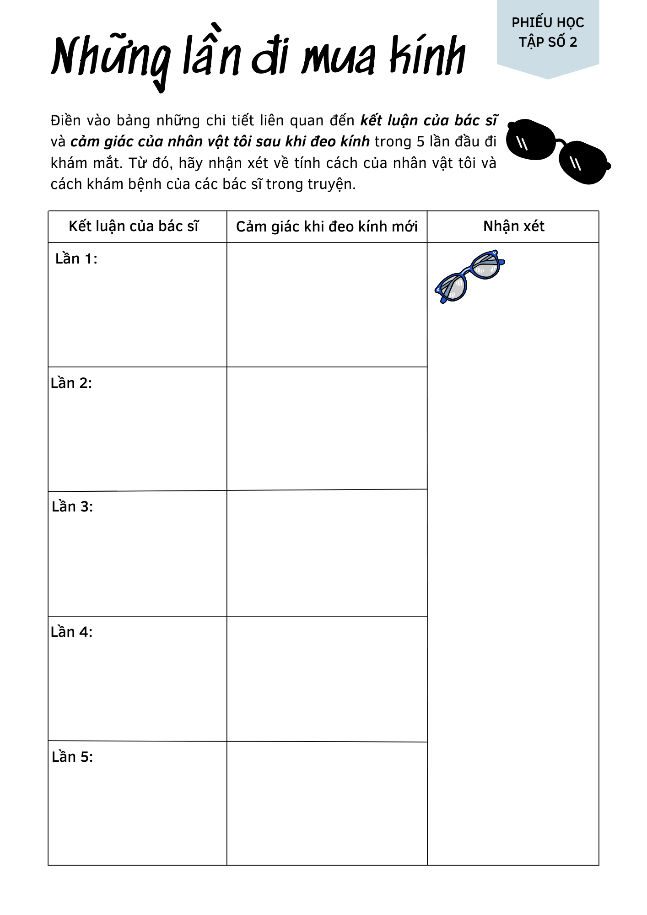 PHIẾU HỌC
TẬP SỐ 2
Những lần đi mua kính
Điền vào bảng những chi tiết liên quan đến kết luận của bác sĩ
và cảm giác của nhân vật tôi sau khi đeo kính trong 5 lần đầu đi
khám mắt. Từ đó, hãy nhận xét về tính cách của nhân vật tôi và
cách khám bệnh của các bác sĩ trong truyện.
Kết luận của bác sĩ
Cảm giác khi đeo kính mới
Nhận xét
Lần 1:
Lần 2:
Lần 3:
Lần 4:
Lần 5: